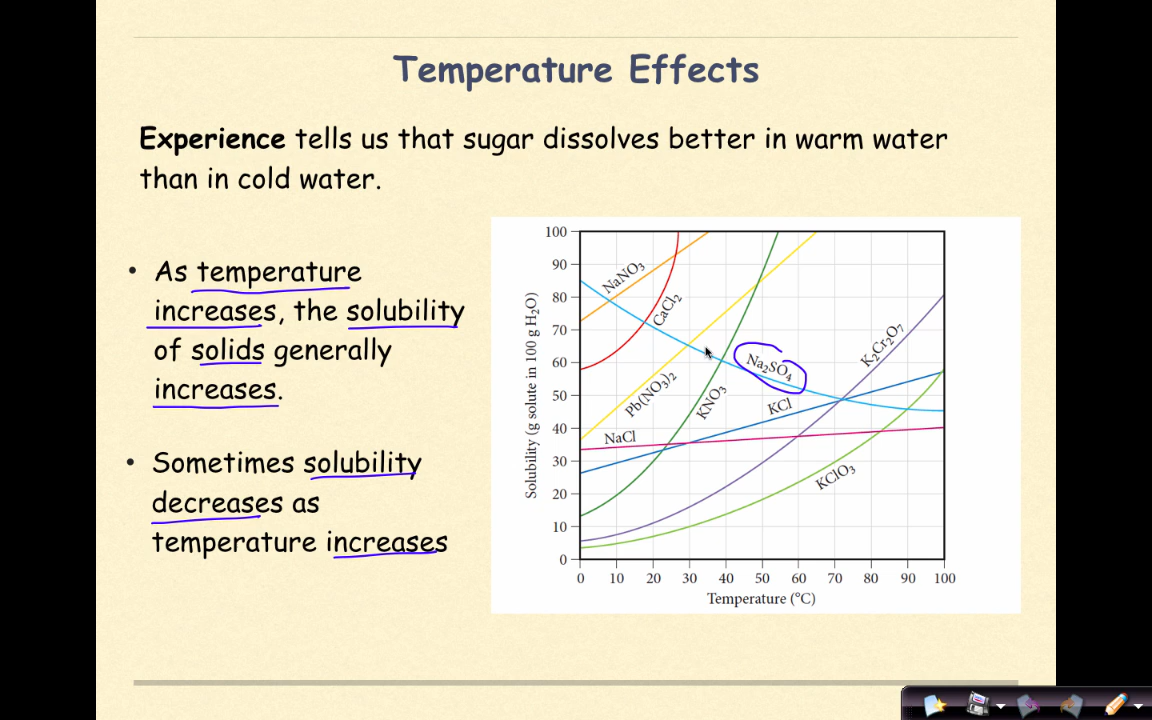 Temperature Effects
Experience tells us that sugar dissolves better in warm water
than in cold water.
• As temperature
increases, the solubility
of solids generally
increases.
• Sometimes solubility
decreases as
temperature increases
Solubility (g solute in 100 g H₂O)
100
90
80
70
60
50
40
30
20
10
0
NaNO₃
CaCl₂
Pb(NO₃)₂
KNO₃
Na₂SO₄
K₂Cr₂O₇
KCl
NaCl
KClO₃
0 10 20 30 40 50 60 70 80 90 100
Temperature (°C)